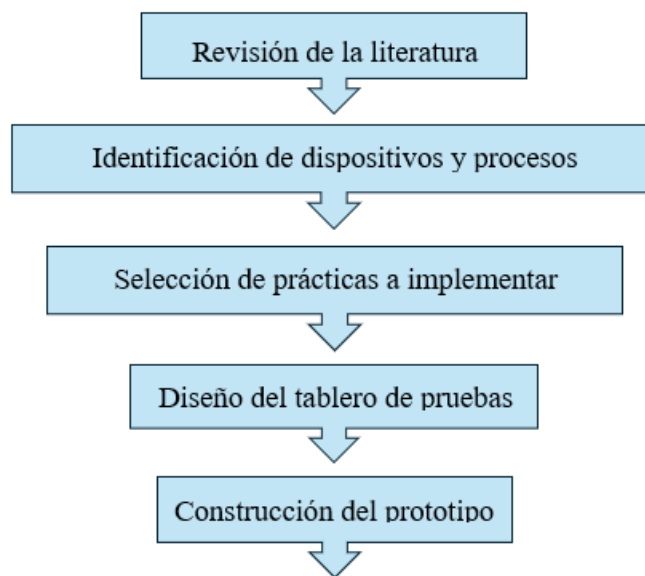 Revisión de la literatura
Identificación de dispositivos y procesos
Selección de prácticas a implementar
Diseño del tablero de pruebas
Construcción del prototipo